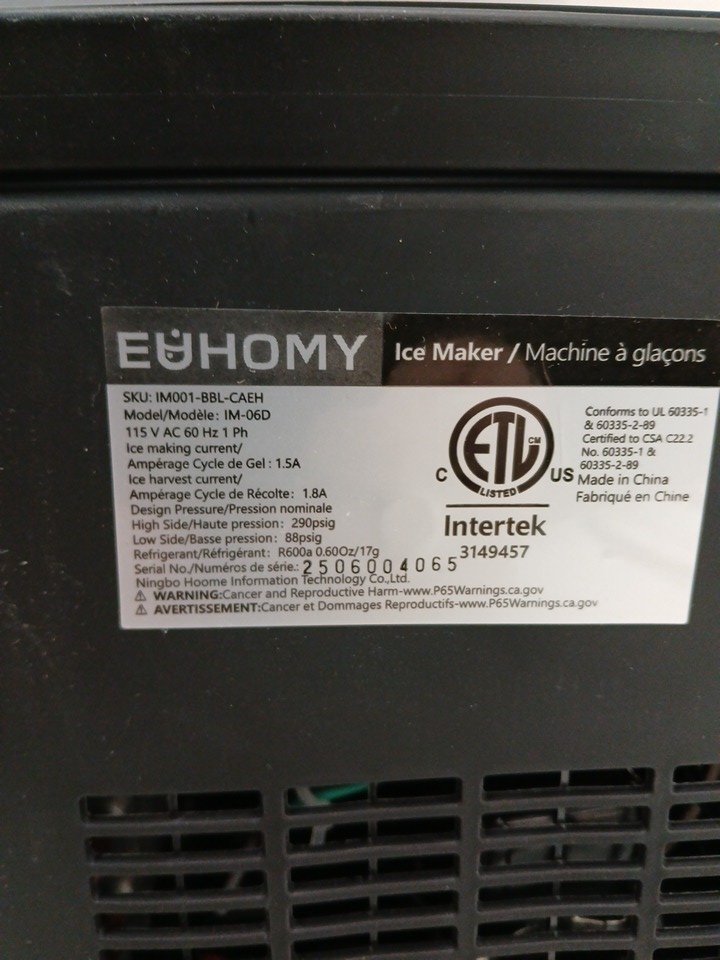 EUHOMY Ice Maker / Machine à glaçons
SKU: IM001-BBL-CAEH
Model/Modèle: IM-06D
115 V AC 60 Hz 1 Ph
Ice making current/
Ampérage Cycle de Gel : 1.5A
Ice harvest current/
Ampérage Cycle de Récolte: 1.8A
Design Pressure/Pression nominale
High Side/Haute pression: 290psig
Low Side/Basse pression: 88psig
Refrigerant/Réfrigérant: R600a 0.60Oz/17g
Serial No./Numéros de série.: 2506004065
Ningbo Hoome Information Technology Co.,Ltd.
⚠ WARNING:Cancer and Reproductive Harm-www.P65Warnings.ca.gov
⚠ AVERTISSEMENT:Cancer et Dommages Reproductifs-www.P65Warnings.ca.gov
ETL CM
C LISTED US
Intertek
3149457
Conforms to UL 60335-1
& 60335-2-89
Certified to CSA C22.2
No. 60335-1 &
60335-2-89
Made in China
Fabriqué en Chine